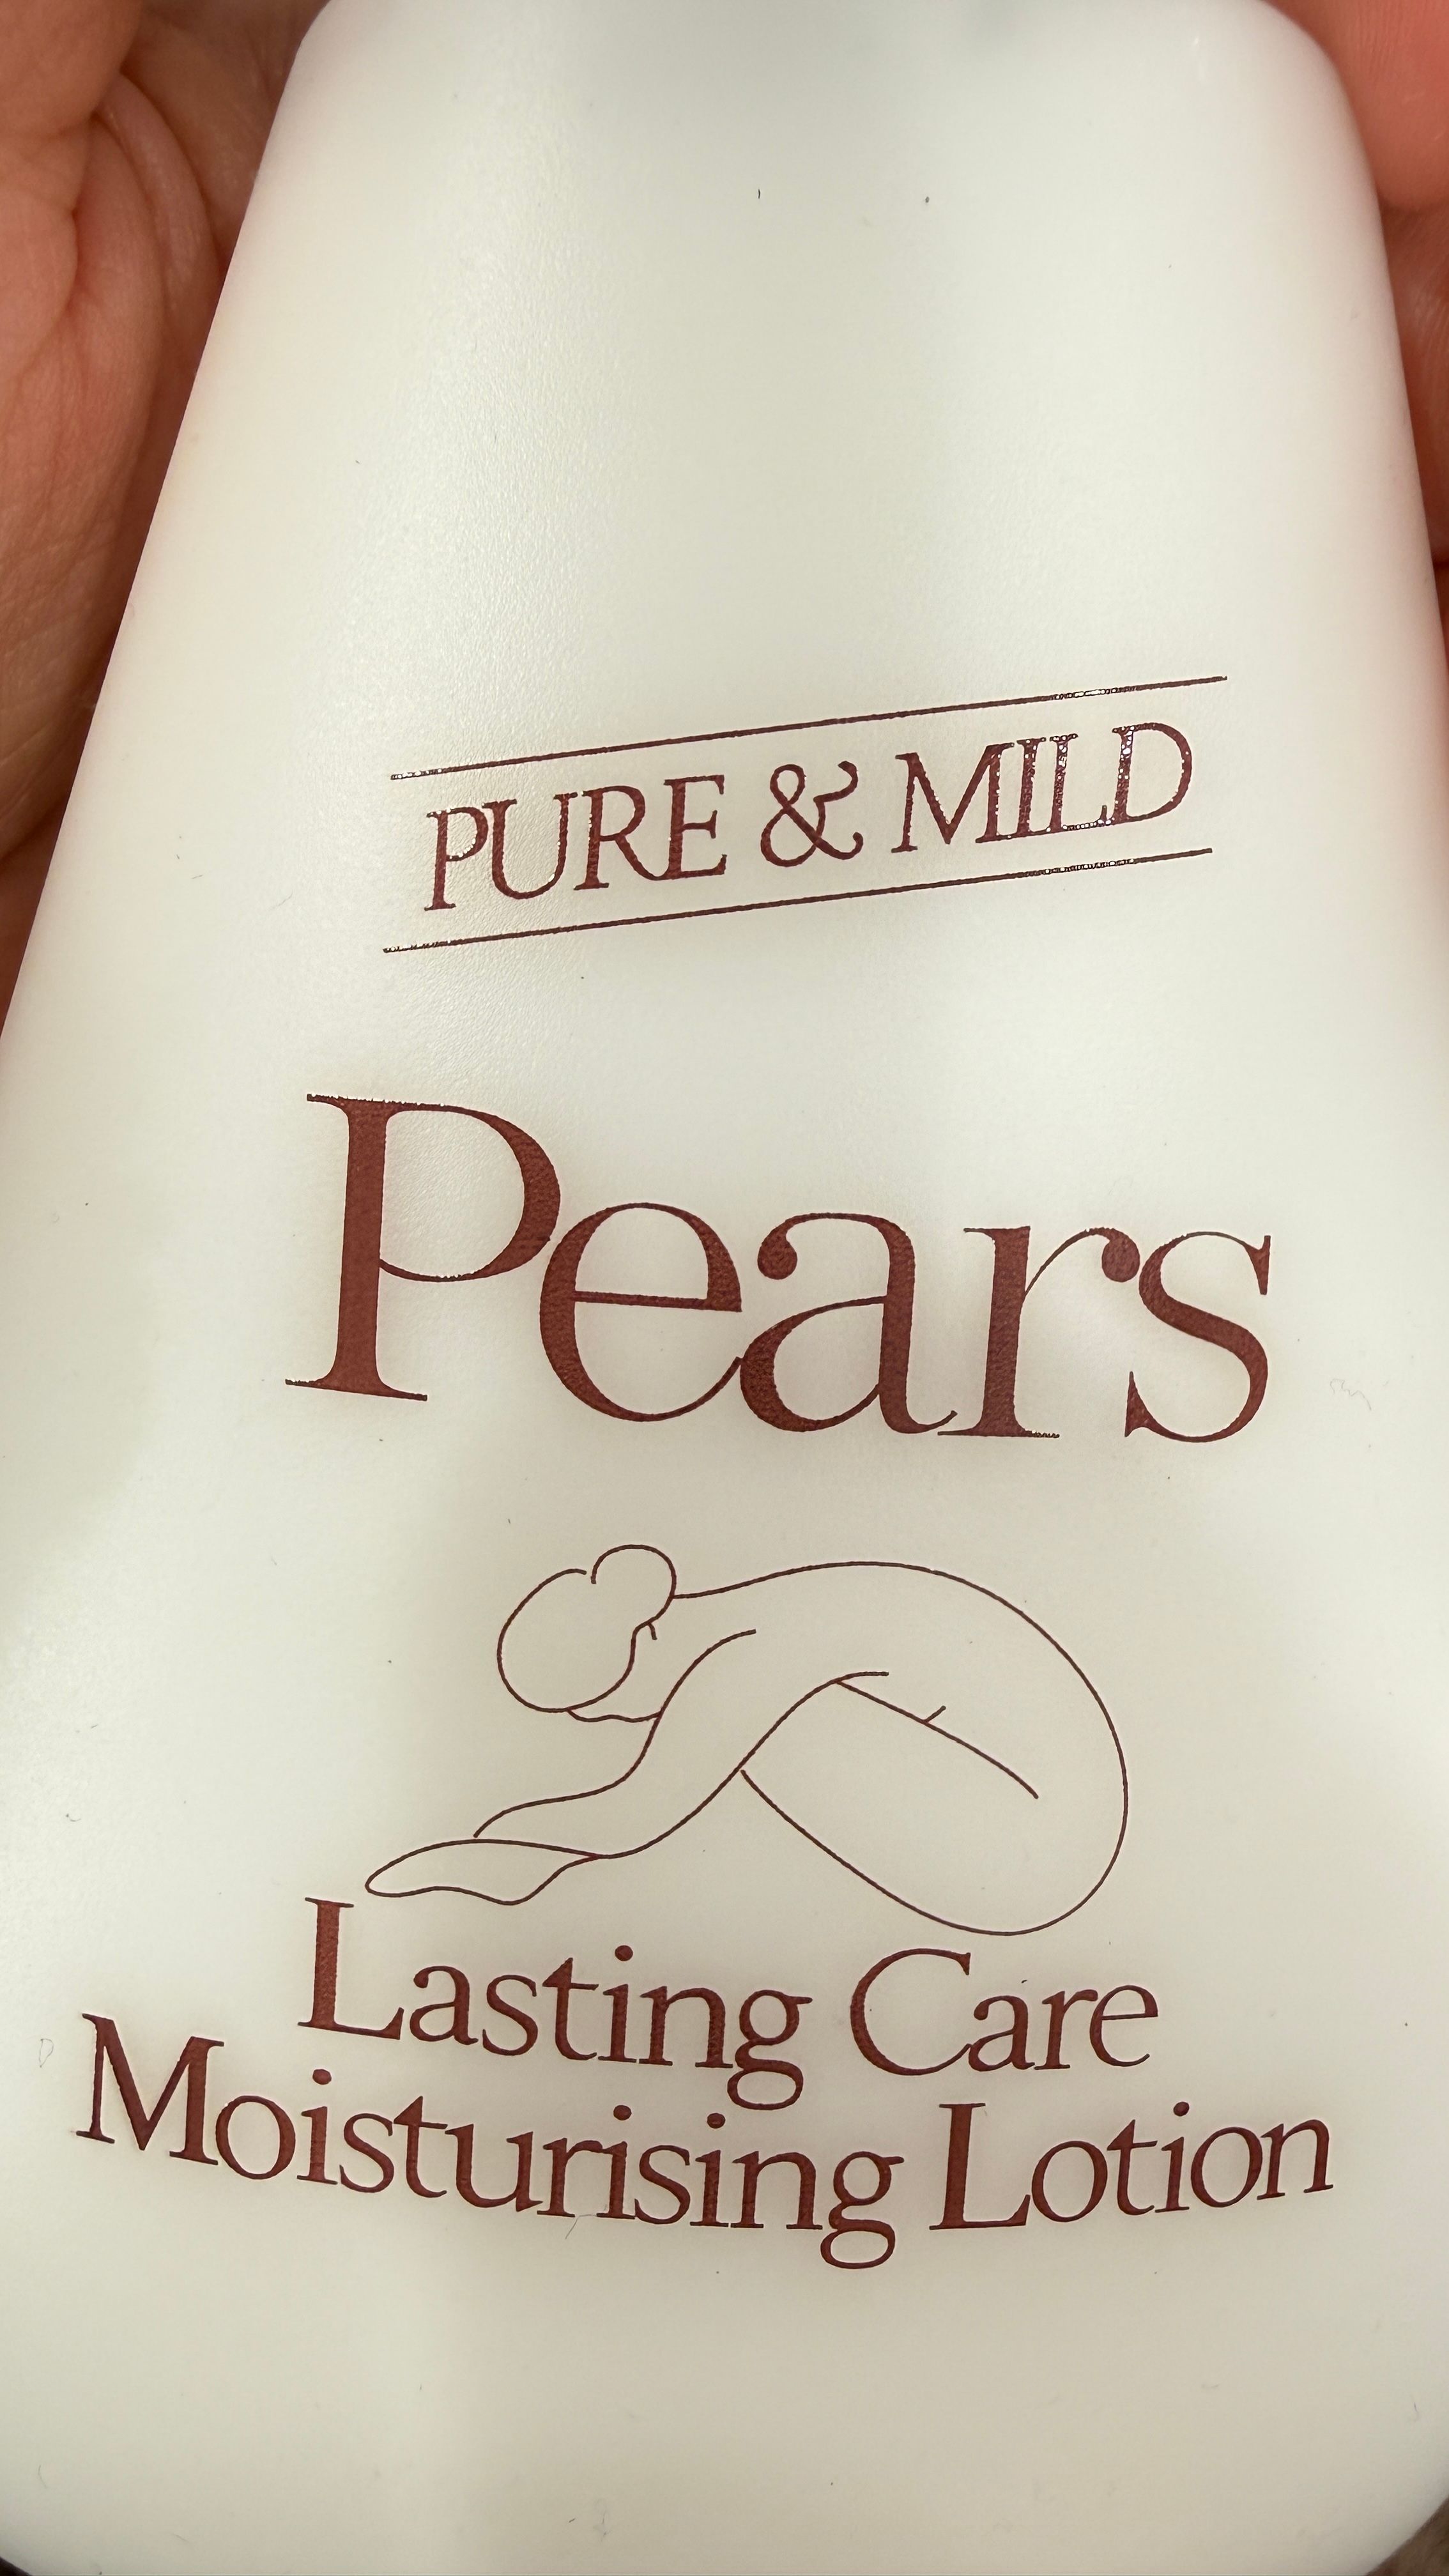 PURE & MILD
Pears
Lasting Care
Moisturising Lotion